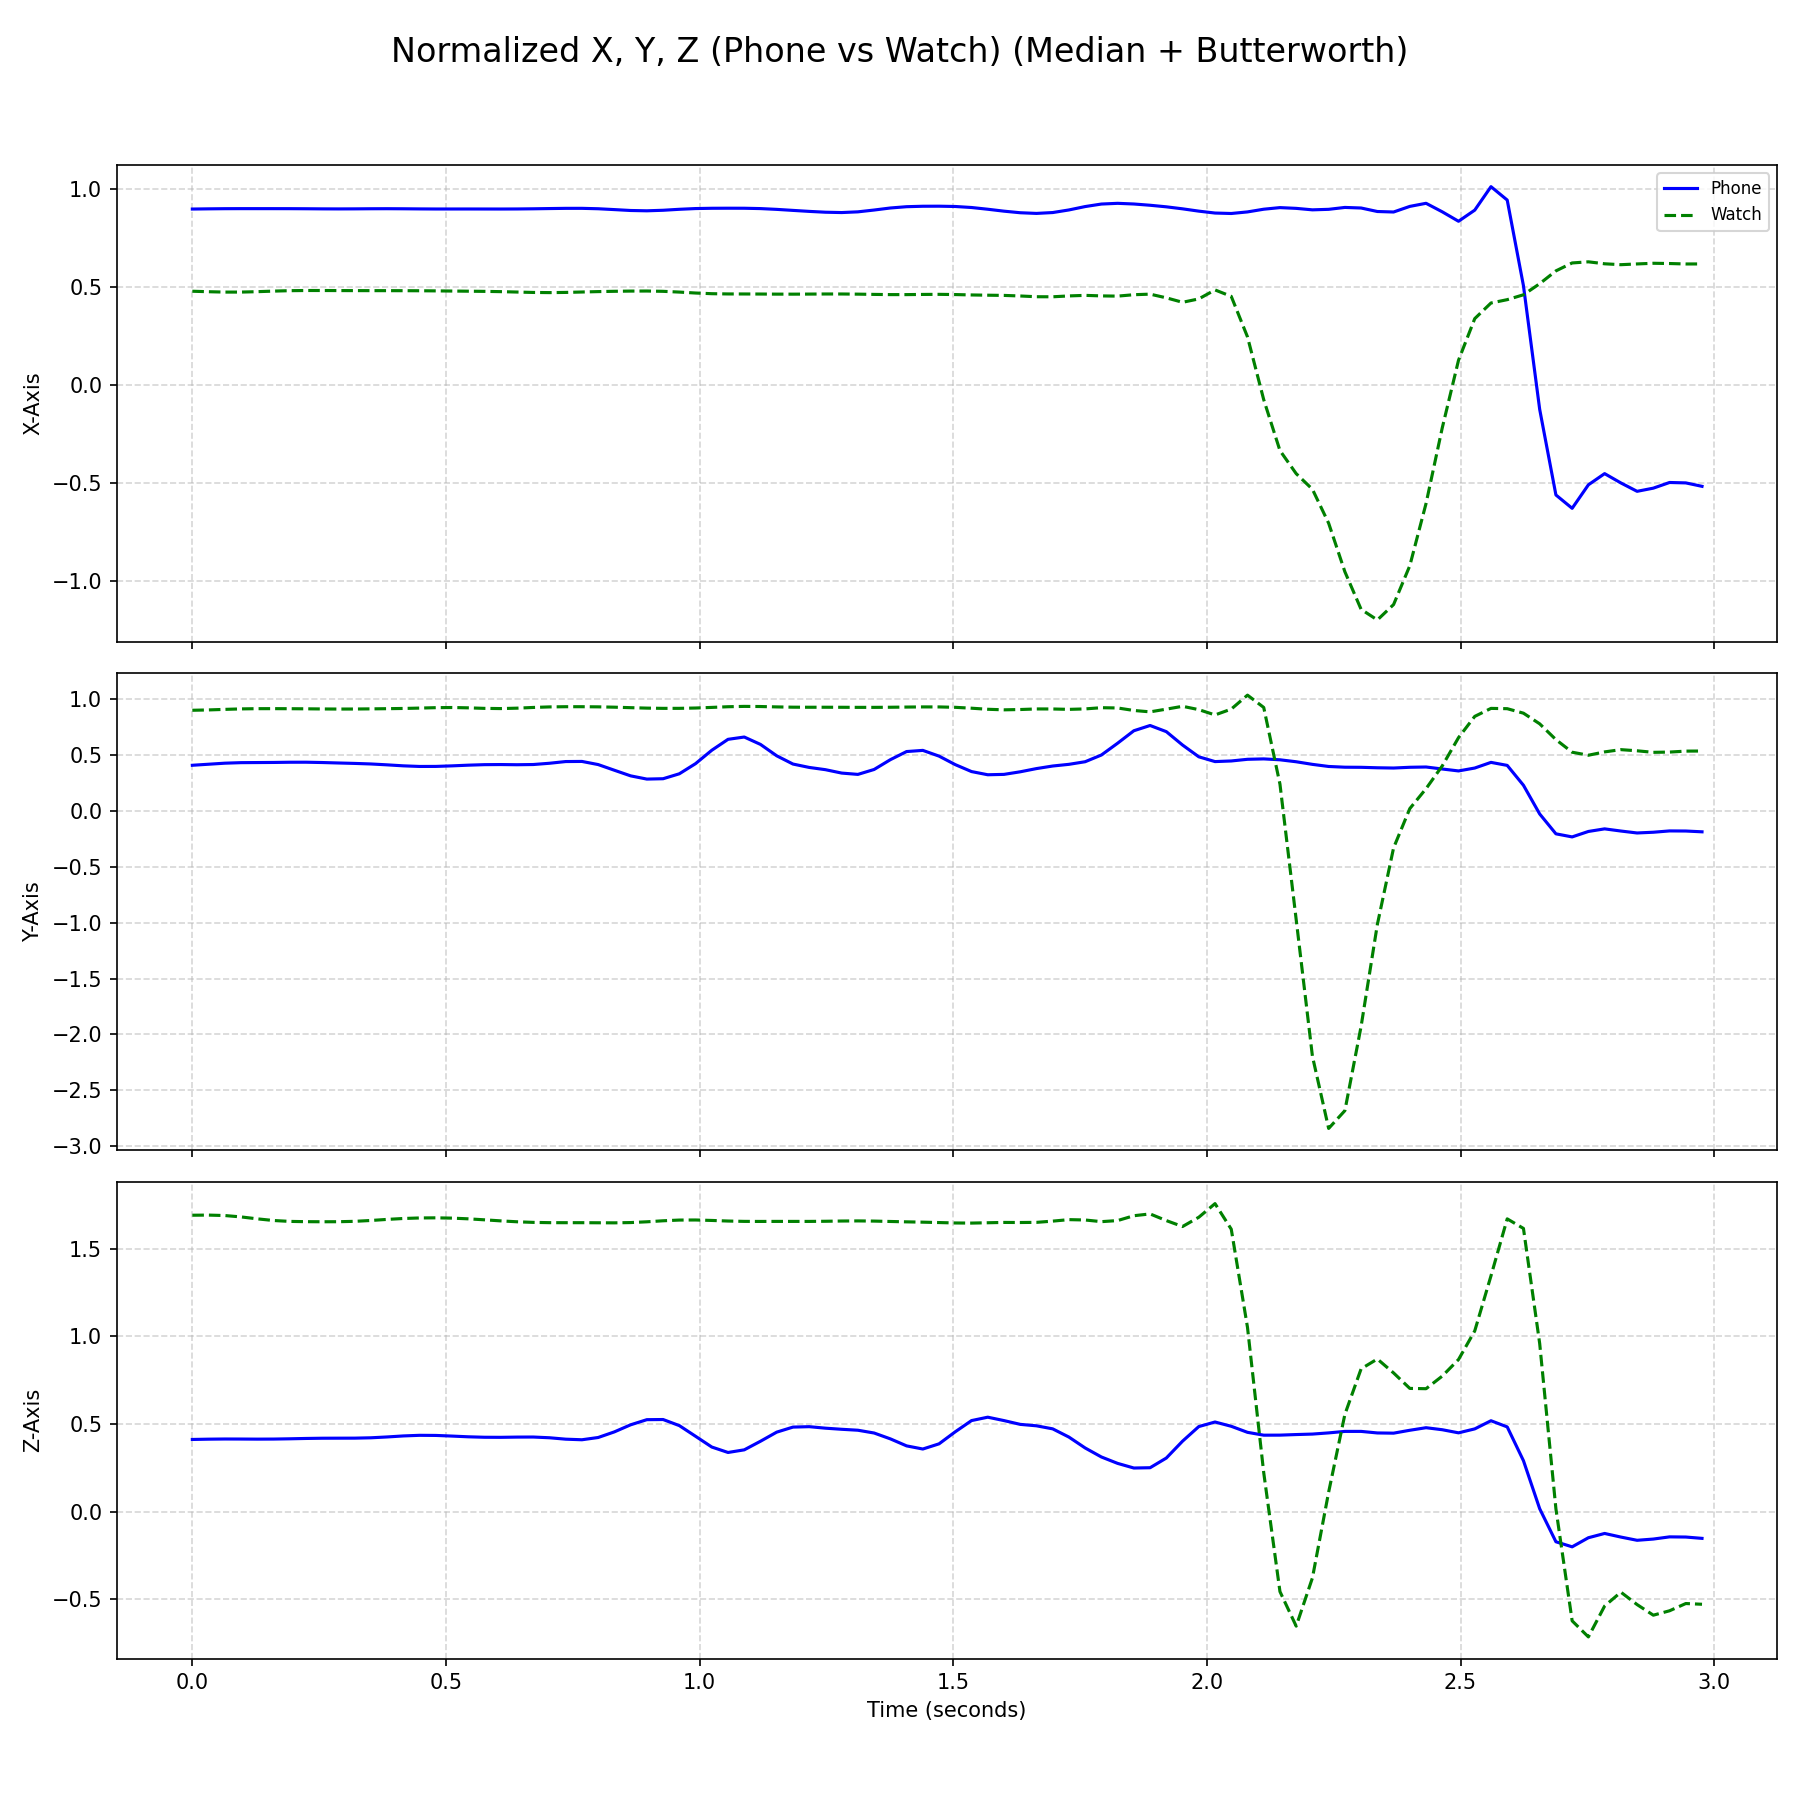 Normalized X, Y, Z (Phone vs Watch) (Median + Butterworth)
1.0
0.5
0.0
−0.5
−1.0
X-Axis
Phone
Watch
1.0
0.5
0.0
−0.5
−1.0
−1.5
−2.0
−2.5
−3.0
Y-Axis
1.5
1.0
0.5
0.0
−0.5
Z-Axis
0.0 0.5 1.0 1.5 2.0 2.5 3.0
Time (seconds)